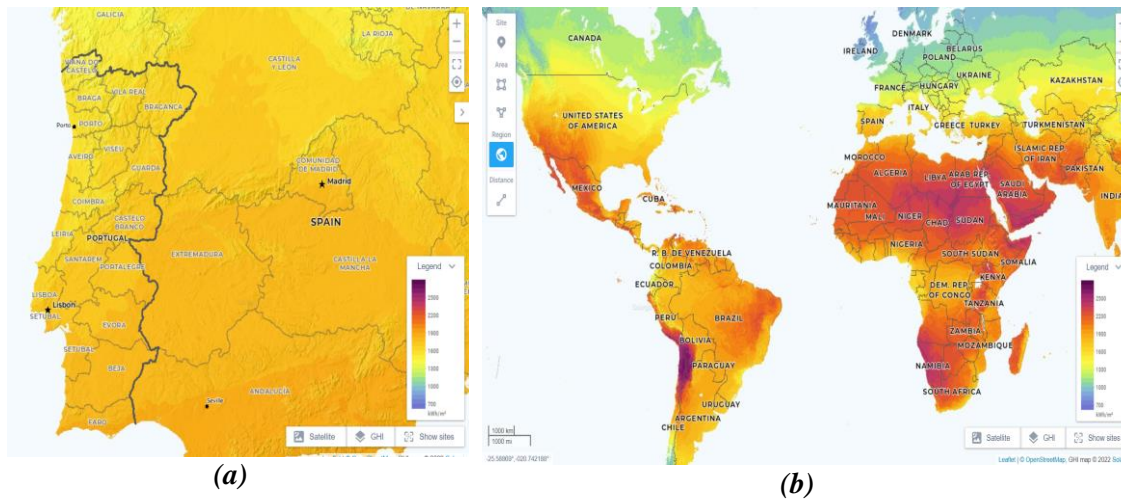 GALICIA
LA RIOJA
CASTILLA
Y LEÓN
VIANA DO
CASTELO
VILA REAL
BRAGA
BRAGANCA
Porto
PORTO
AVEIRO
VISEU
GUARDA
COMUNIDAD
DE MADRID
Madrid
COIMBRA
CASTELO
BRANCO
SPAIN
LEIRIA
PORTUGAL
SANTARÉM
PORTALEGRE
EXTREMADURA
CASTILLA-LA
MANCHA
LISBOA
Lisbon
SETUBAL
EVORA
SETUBAL
BEJA
ANDALUCÍA
Seville
FARO
Legend
kWh/m²
Satellite
GHI
Show sites
(a)
Site
Area
Region
Distance
CANADA
UNITED STATES
OF AMERICA
MEXICO
CUBA
R. B. DE VENEZUELA
COLOMBIA
ECUADOR
PERU
BRAZIL
BOLIVIA
PARAGUAY
URUGUAY
ARGENTINA
CHILE
DENMARK
IRELAND
BELARUS
POLAND
UKRAINE
FRANCE
HUNGARY
KAZAKHSTAN
ITALY
SPAIN
GREECE
TURKEY
TURKMENISTAN
MOROCCO
ISLAMIC REP.
OF IRAN
ALGERIA
LIBYA
ARAB REP.
OF EGYPT
PAKISTAN
SAUDI
ARABIA
INDIA
MAURITANIA
MALI
NIGER
CHAD
SUDAN
NIGERIA
SOUTH SUDAN
SOMALIA
KENYA
DEM. REP.
OF CONGO
TANZANIA
ZAMBIA
MOZAMBIQUE
NAMIBIA
SOUTH AFRICA
Legend
kWh/m²
1000 km
1000 mi
Satellite
GHI
Show sites
Leaflet | © OpenStreetMap, GHI map © 2022
(b)